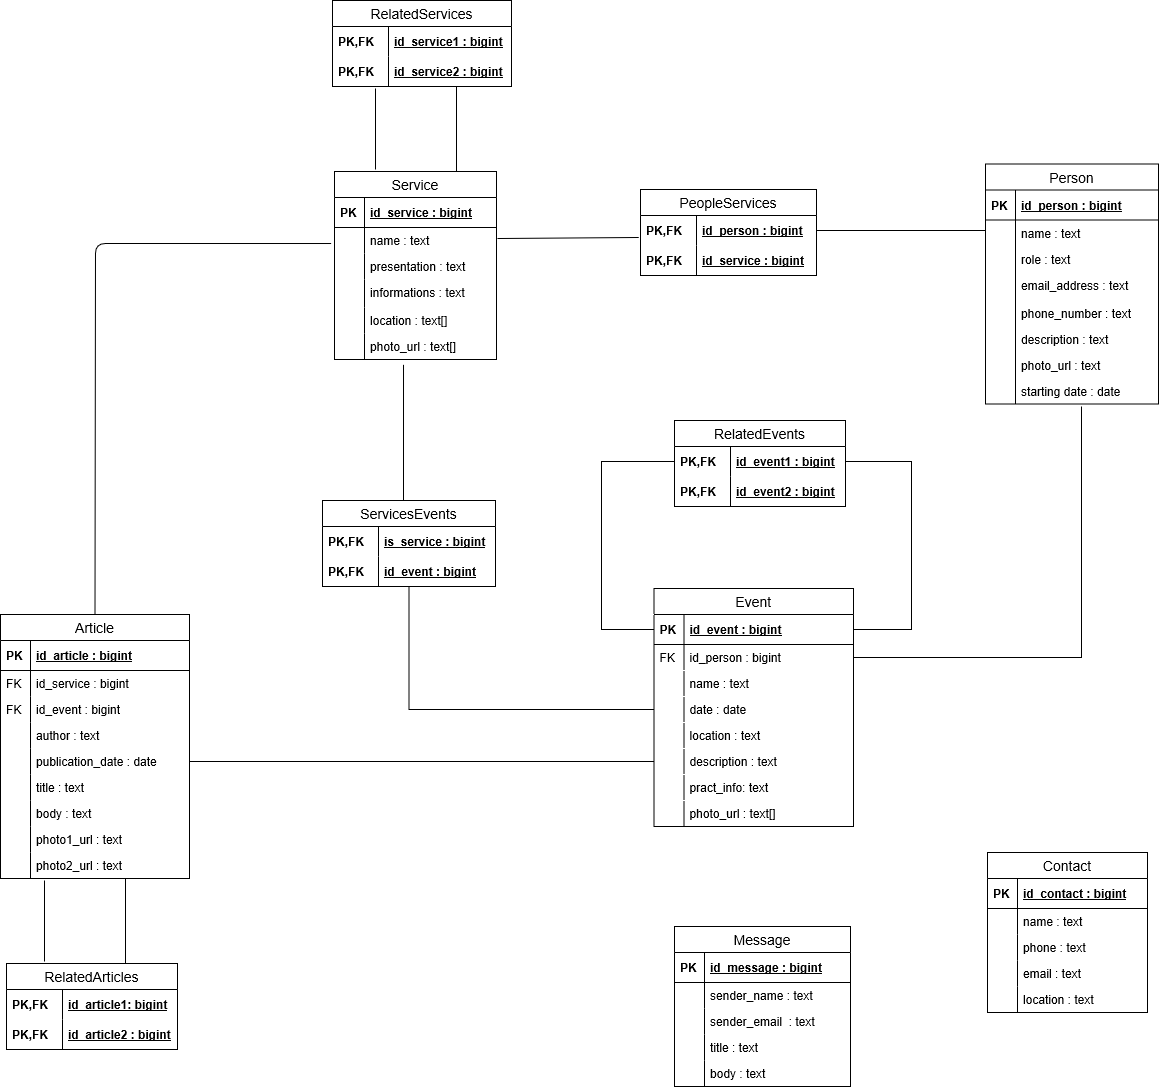 RelatedServices
PK,FK id_service1 : bigint
PK,FK id_service2 : bigint
Service
PK id_service : bigint
name : text
presentation : text
informations : text
location : text[]
photo_url : text[]
PeopleServices
PK,FK id_person : bigint
PK,FK id_service : bigint
Person
PK id_person : bigint
name : text
role : text
email_address : text
phone_number : text
description : text
photo_url : text
starting date : date
RelatedEvents
PK,FK id_event1 : bigint
PK,FK id_event2 : bigint
ServicesEvents
PK,FK is_service : bigint
PK,FK id_event : bigint
Event
PK id_event : bigint
FK id_person : bigint
name : text
date : date
location : text
description : text
pract_info: text
photo_url : text[]
Article
PK id_article : bigint
FK id_service : bigint
FK id_event : bigint
author : text
publication_date : date
title : text
body : text
photo1_url : text
photo2_url : text
RelatedArticles
PK,FK id_article1: bigint
PK,FK id_article2 : bigint
Message
PK id_message : bigint
sender_name : text
sender_email : text
title : text
body : text
Contact
PK id_contact : bigint
name : text
phone : text
email : text
location : text